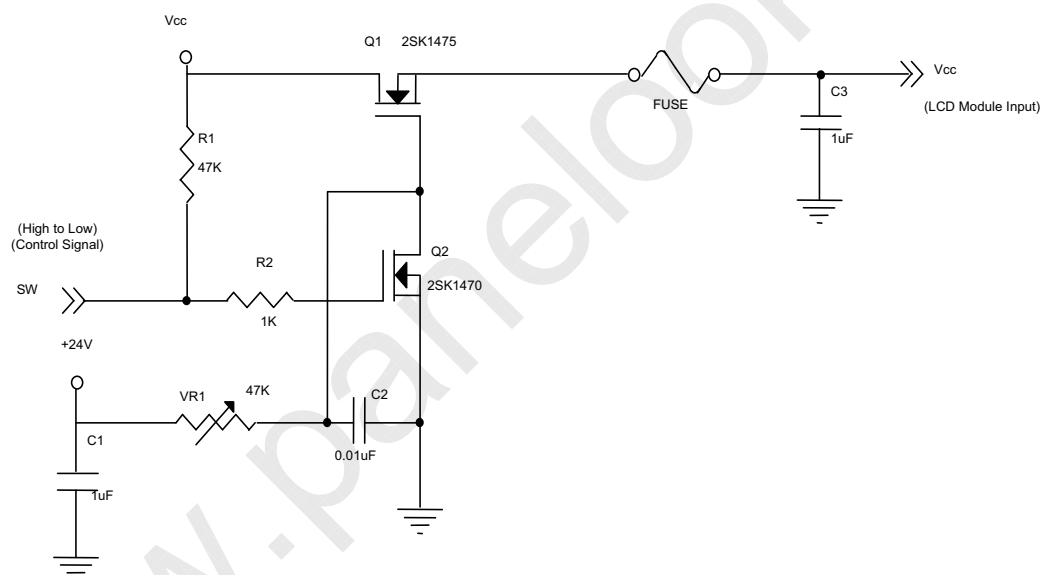 Vcc
Q1 2SK1475
Vcc
FUSE
C3
(LCD Module Input)
R1
1uF
47K
(High to Low)
(Control Signal)
Q2
R2
SW
2SK1470
1K
+24V
47K
VR1
C2
C1
0.01uF
1uF
www.paneloo